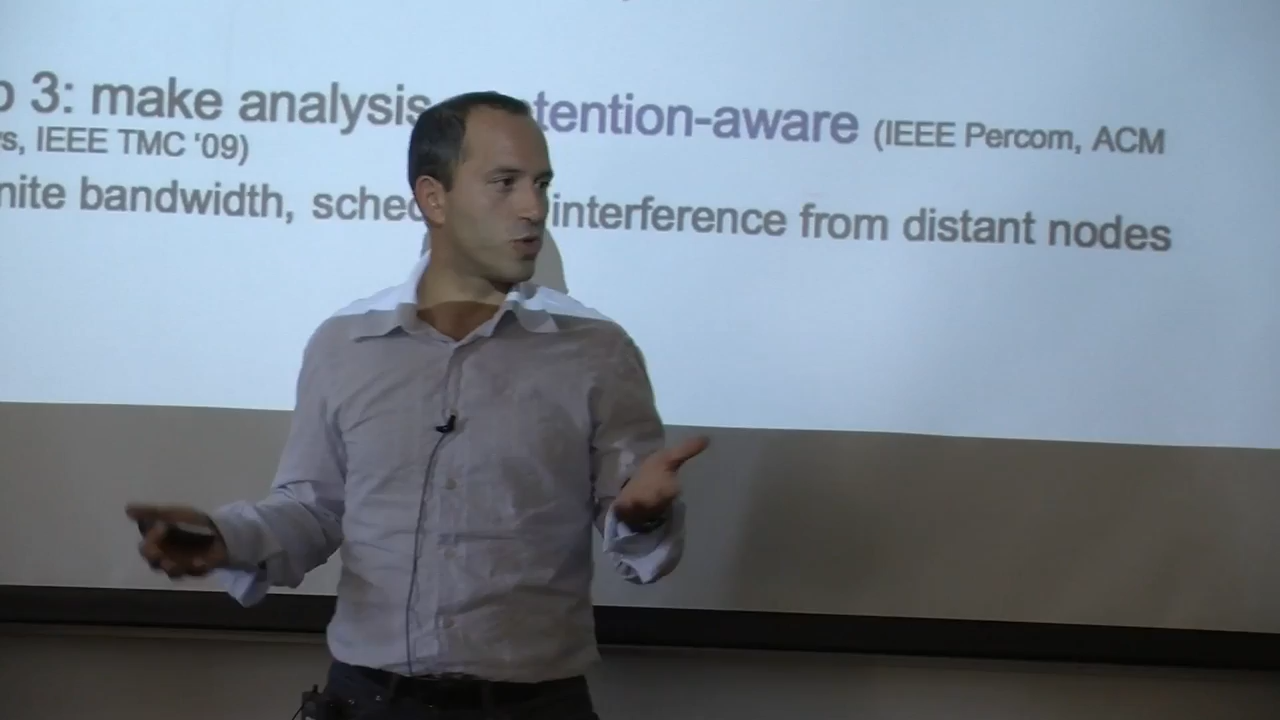 3: make analysis tention-aware (IEEE Percom, ACM
s, IEEE TMC '09)
nite bandwidth, sched interference from distant nodes